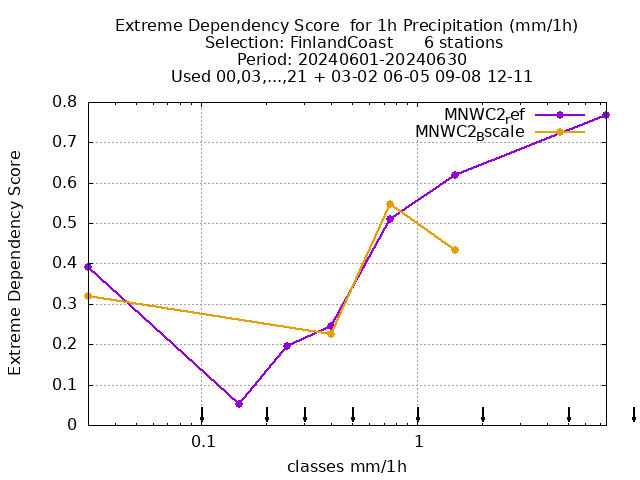 Extreme Dependency Score  for 1h Precipitation (mm/1h)
Selection: FinlandCoast      6 stations
Period: 20240601-20240630
Used 00,03,...,21 + 03-02 06-05 09-08 12-11
MNWC2_ref
MNWC2_Bscale
Extreme Dependency Score
0.8
0.7
0.6
0.5
0.4
0.3
0.2
0.1
0
0.1
1
classes mm/1h